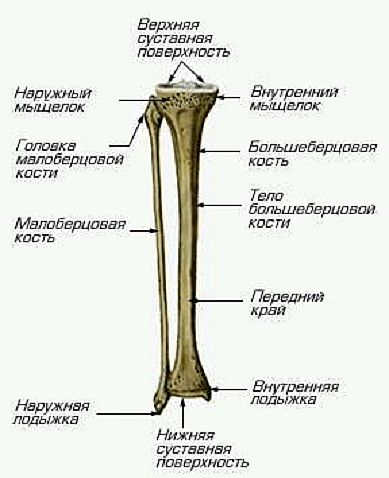 Верхняя
суставная
поверхность
Наружный
мыщелок
Внутренний
мыщелок
Головка
малоберцовой
кости
Большеберцовая
кость
Тело
большеберцовой
кости
Малоберцовая
кость
Передний
край
Внутренняя
лодыжка
Наружная
лодыжка
Нижняя
суставная
поверхность